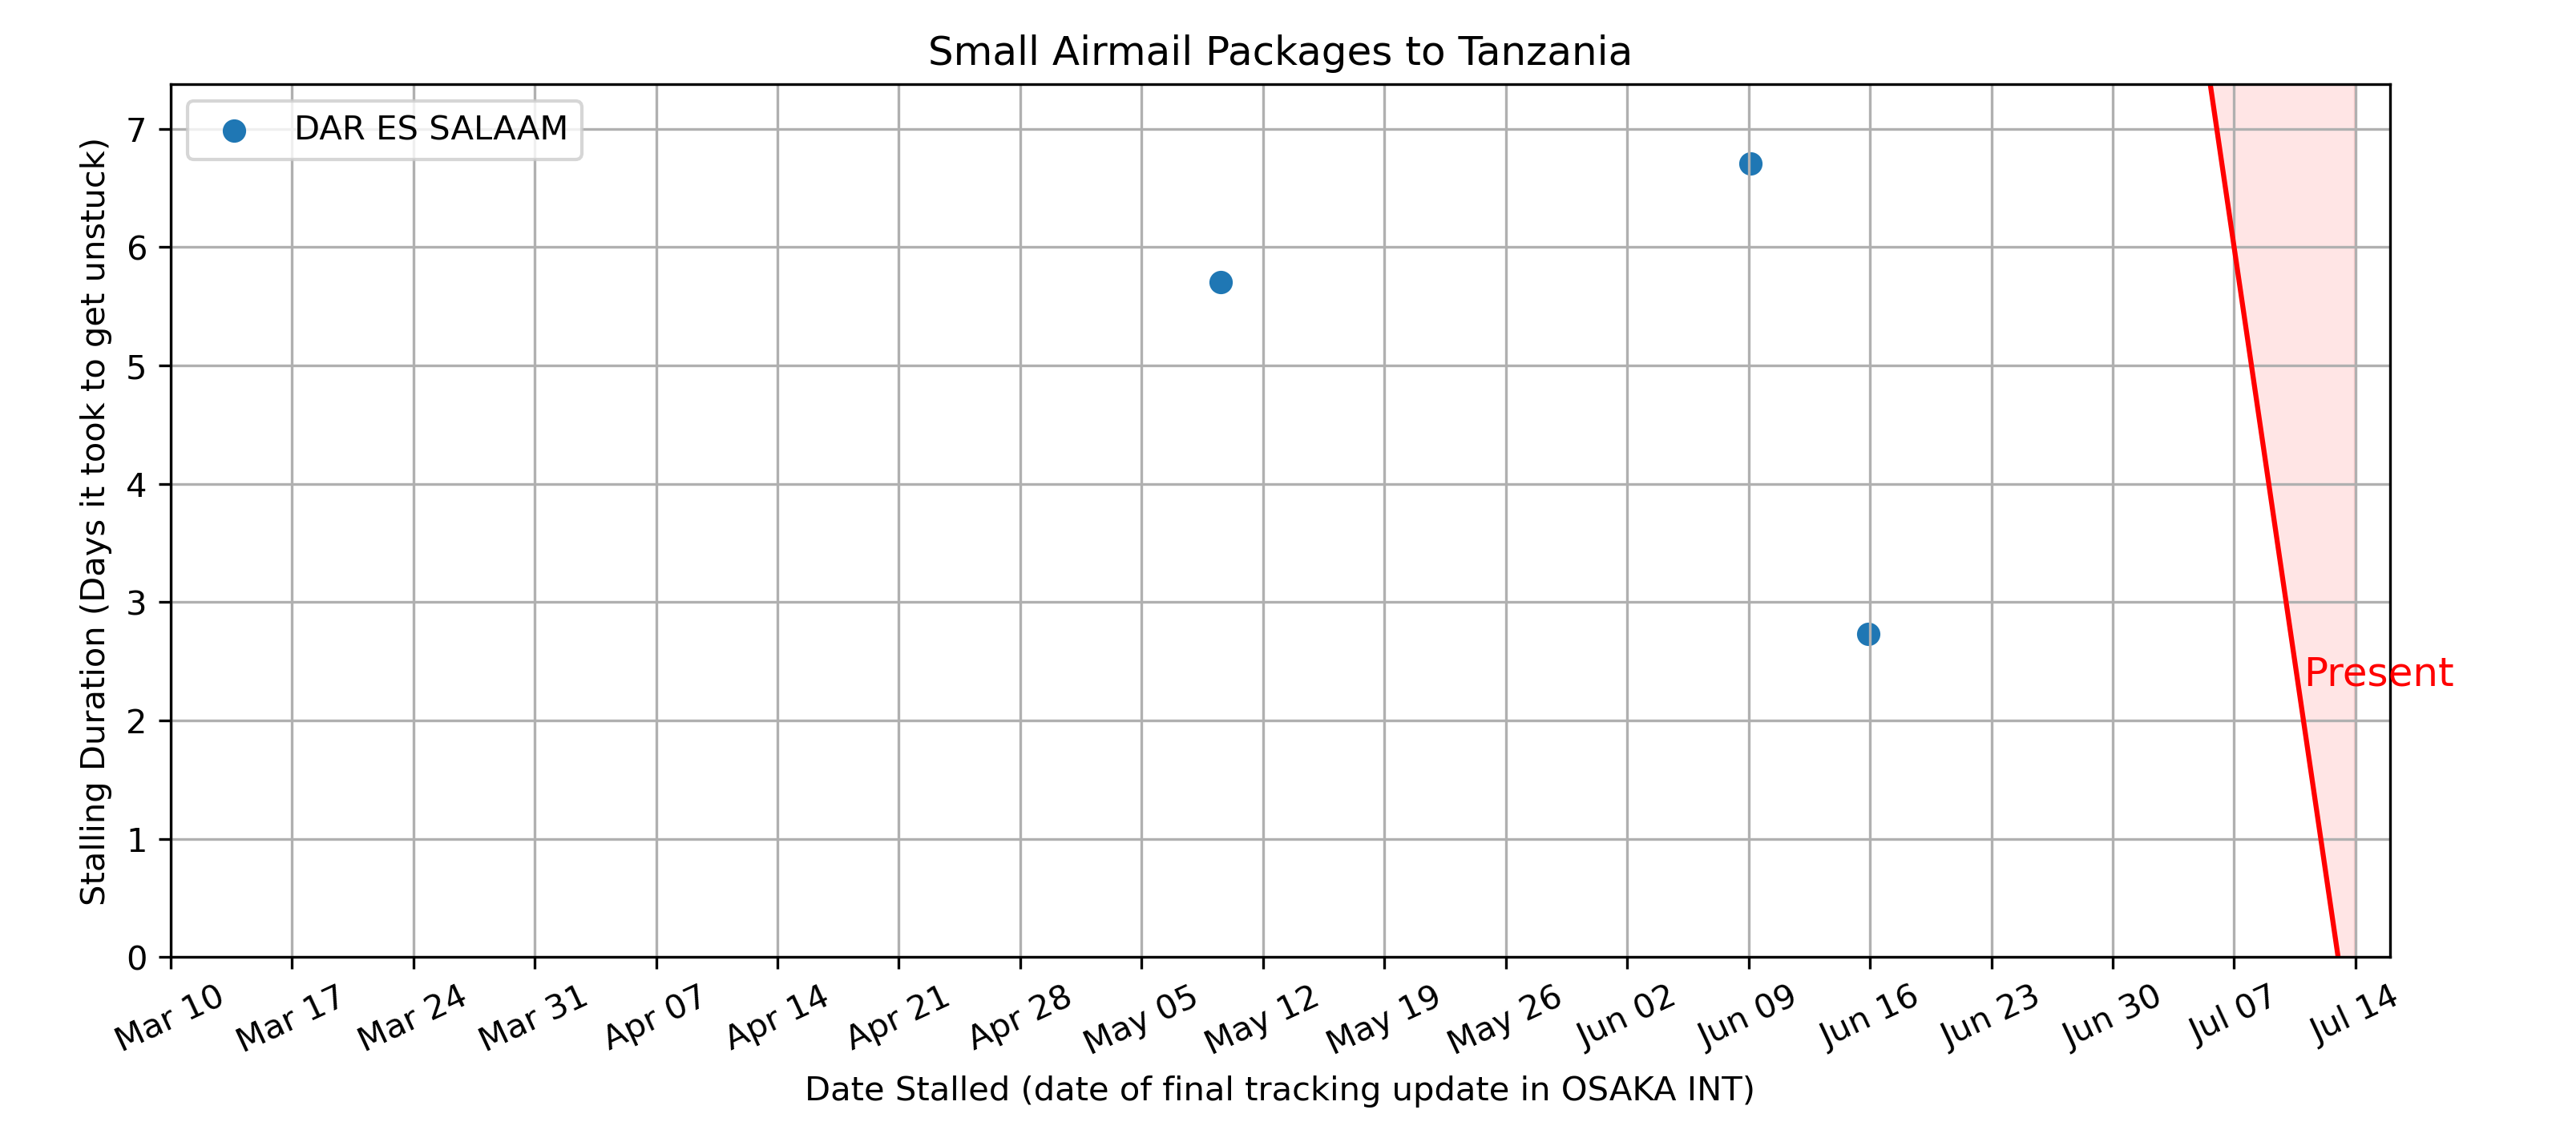 Small Airmail Packages to Tanzania
DAR ES SALAAM
Stalling Duration (Days it took to get unstuck)
7
6
5
4
3
2
1
0
Present
Mar 10 Mar 17 Mar 24 Mar 31 Apr 07 Apr 14 Apr 21 Apr 28 May 05 May 12 May 19 May 26 Jun 02 Jun 09 Jun 16 Jun 23 Jun 30 Jul 07 Jul 14
Date Stalled (date of final tracking update in OSAKA INT)